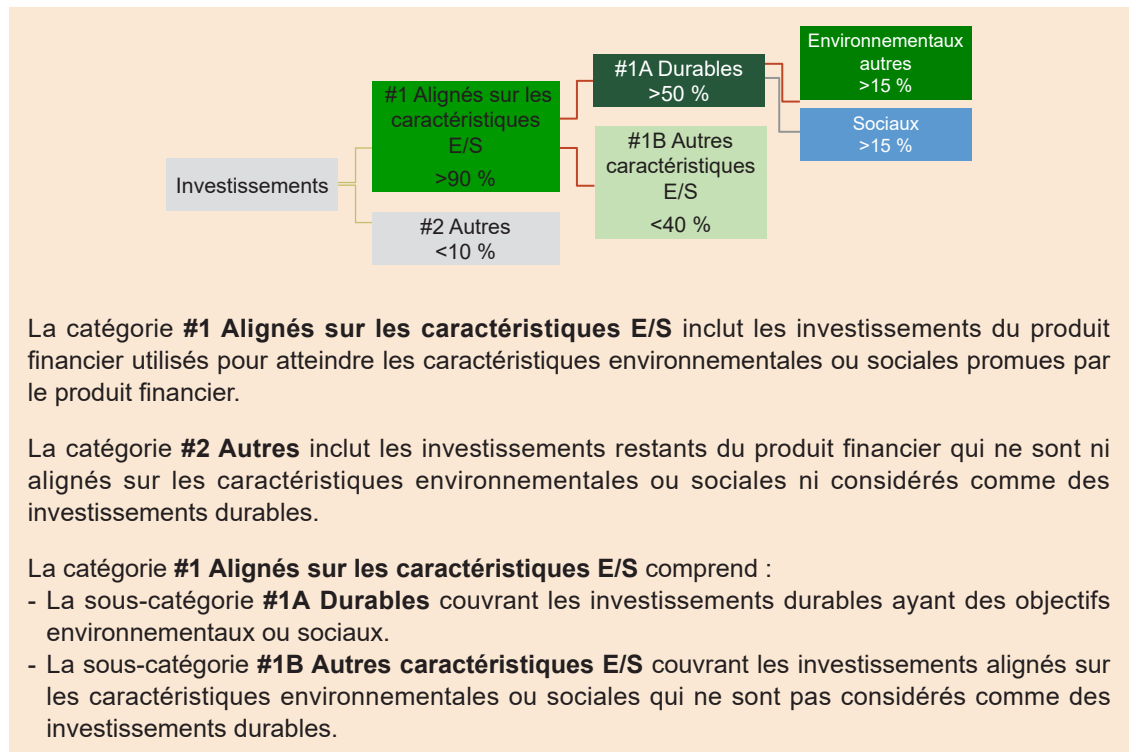 Investissements
#1 Alignés sur les
caractéristiques
E/S
>90 %
#2 Autres
<10 %
#1A Durables
>50 %
#1B Autres
caractéristiques
E/S
<40 %
Environnementaux
autres
>15 %
Sociaux
>15 %
La catégorie #1 Alignés sur les caractéristiques E/S inclut les investissements du produit
financier utilisés pour atteindre les caractéristiques environnementales ou sociales promues par
le produit financier.
La catégorie #2 Autres inclut les investissements restants du produit financier qui ne sont ni
alignés sur les caractéristiques environnementales ou sociales ni considérés comme des
investissements durables.
La catégorie #1 Alignés sur les caractéristiques E/S comprend :
- La sous-catégorie #1A Durables couvrant les investissements durables ayant des objectifs
environnementaux ou sociaux.
- La sous-catégorie #1B Autres caractéristiques E/S couvrant les investissements alignés sur
les caractéristiques environnementales ou sociales qui ne sont pas considérés comme des
investissements durables.